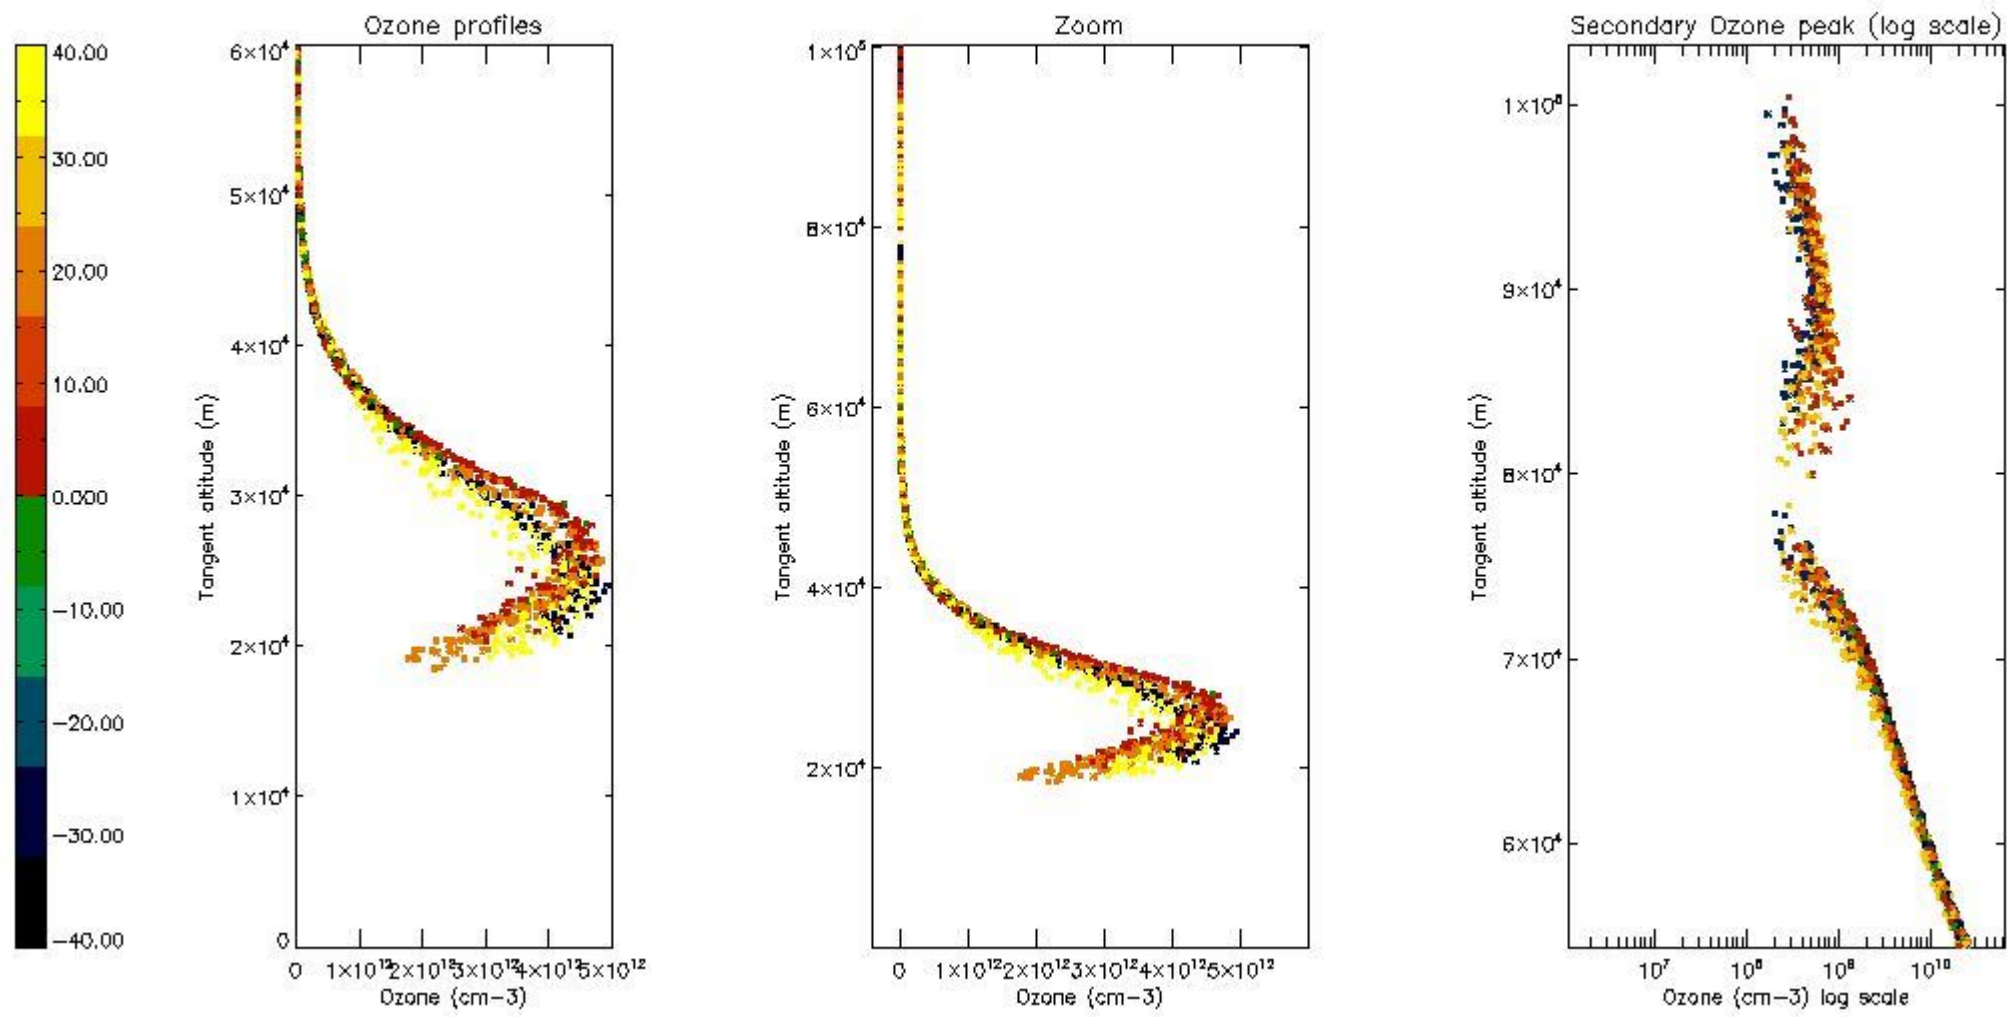 Ozone profiles
Zoom
Secondary Ozone peak (log scale)
40.00
30.00
20.00
10.00
0.000
−10.00
−20.00
−30.00
−40.00
6×10⁴
5×10⁴
4×10⁴
3×10⁴
2×10⁴
1×10⁴
0
Tangent altitude (m)
0 1×10¹² 2×10¹² 3×10¹² 4×10¹² 5×10¹²
Ozone (cm−3)
1×10⁵
8×10⁴
6×10⁴
4×10⁴
2×10⁴
Tangent altitude (m)
0 1×10¹² 2×10¹² 3×10¹² 4×10¹² 5×10¹²
Ozone (cm−3)
9×10⁴
8×10⁴
7×10⁴
6×10⁴
Tangent altitude (m)
10⁷ 10¹⁰
Ozone (cm−3) log scale